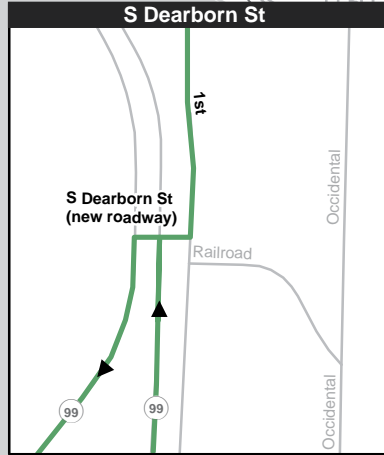 S Dearborn St
1st
S Dearborn St
(new roadway)
Occidental
Railroad
99
99
Occidental